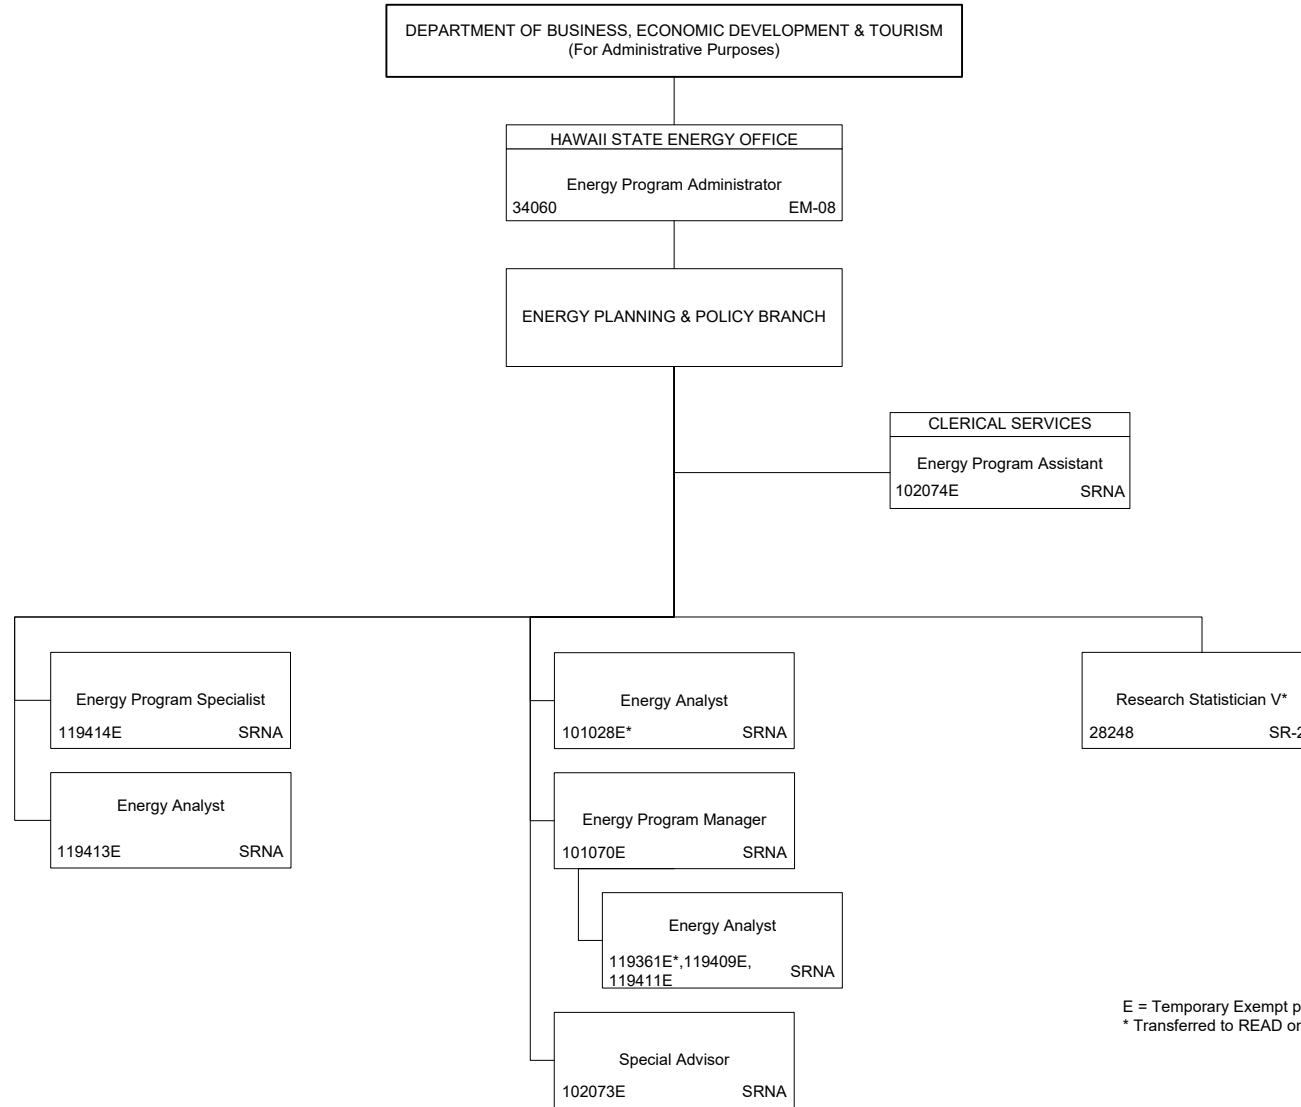 DEPARTMENT OF BUSINESS, ECONOMIC DEVELOPMENT & TOURISM
(For Administrative Purposes)
HAWAII STATE ENERGY OFFICE
Energy Program Administrator
34060 EM-08
ENERGY PLANNING & POLICY BRANCH
CLERICAL SERVICES
Energy Program Assistant
102074E SRNA
Energy Program Specialist
119414E SRNA
Energy Analyst
119413E SRNA
Energy Analyst
101028E* SRNA
Energy Program Manager
101070E SRNA
Energy Analyst
119361E*,119409E,
119411E SRNA
Special Advisor
102073E SRNA
Research Statistician V*
28248
E = Temporary Exempt
* Transferred to READ